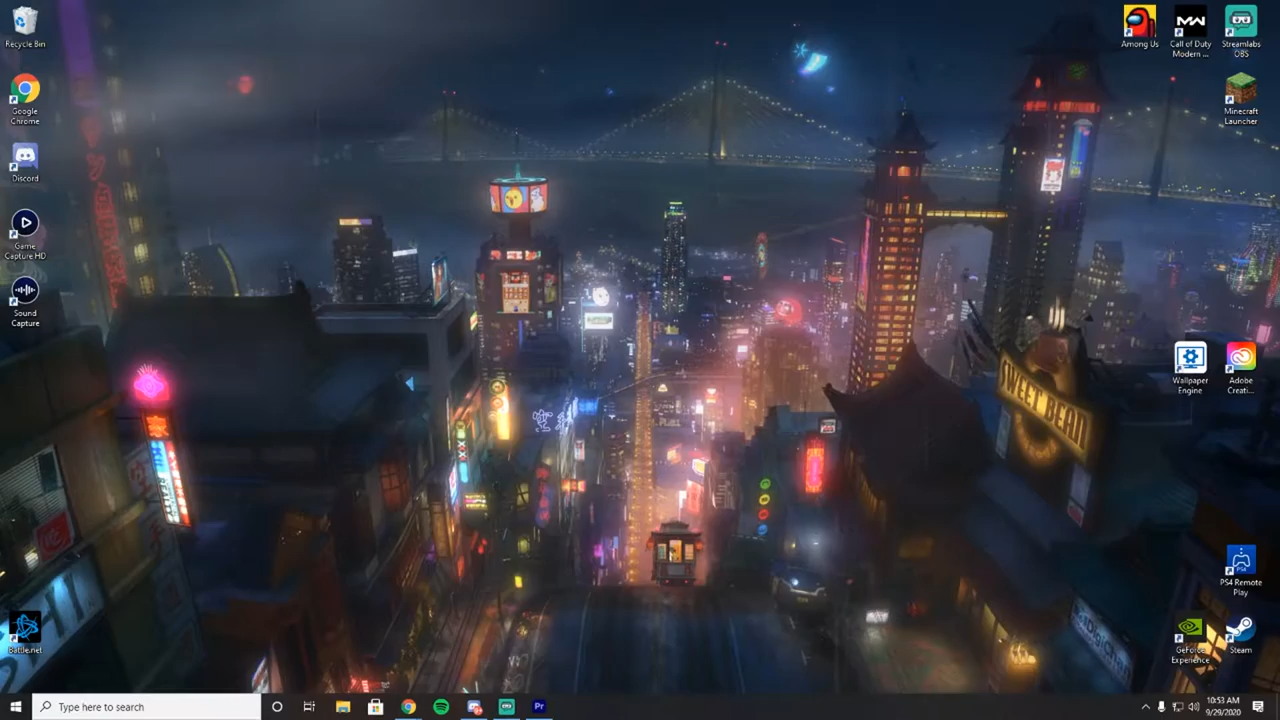 Recycle Bin
Google
Chrome
Discord
Game
Capture HD
Sound
Capture
Battle.net
Among Us
Call of Duty
Modern ...
Streamlabs
OBS
Minecraft
Launcher
Wallpaper
Engine
Adobe
Creati...
SWEET BEAN
PS4 Remote
Play
GeForce
Experience
Steam
Type here to search
Pr
10:53 AM
9/29/2020